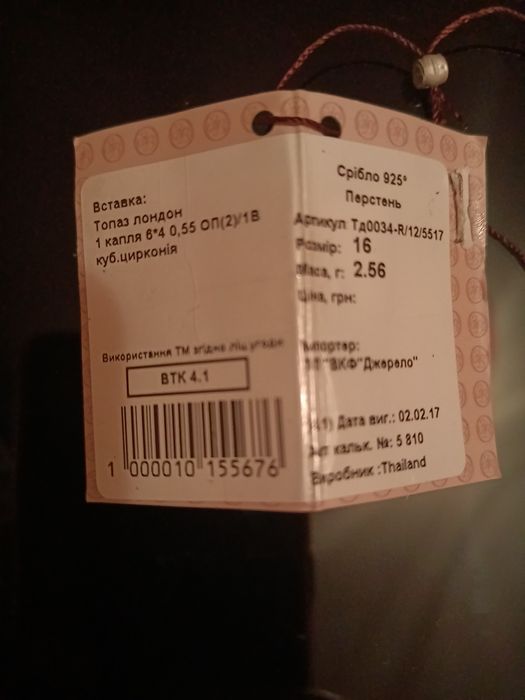 Вставка:
Топаз лондон
1 капля 6*4 0,55 ОП(2)/1В
куб.цирконія
Використання ТМ згідно ліц.угоди
ВТК 4.1
1 000010 155676
Срібло 925°
Перстень
Артикул Тд0034-R/12/5517
Розмір: 16
Маса, г: 2.56
Ціна, грн:
Імпортер:
"ВКФ"Джерело"
Дата виг.: 02.02.17
кальк. №: 5 810
Виробник :Thailand